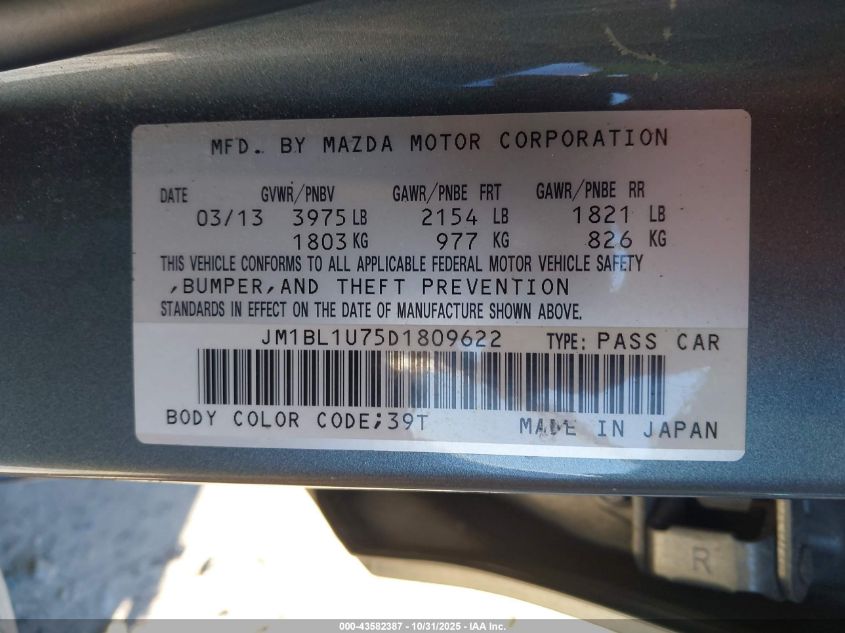 MFD. BY MAZDA MOTOR CORPORATION
DATE GVWR/PNBV GAWR/PNBE FRT GAWR/PNBE RR
03/13 3975 LB 2154 LB 1821 LB
1803 KG 977 KG 826 KG
THIS VEHICLE CONFORMS TO ALL APPLICABLE FEDERAL MOTOR VEHICLE SAFETY
,BUMPER,AND THEFT PREVENTION
STANDARDS IN EFFECT ON THE DATE OF MANUFACTURE SHOWN ABOVE.
JM1BL1U75D1809622 TYPE: PASS CAR
BODY COLOR CODE;39T MADE IN JAPAN
R
000-43582387 - 10/31/2025 - IAA Inc.